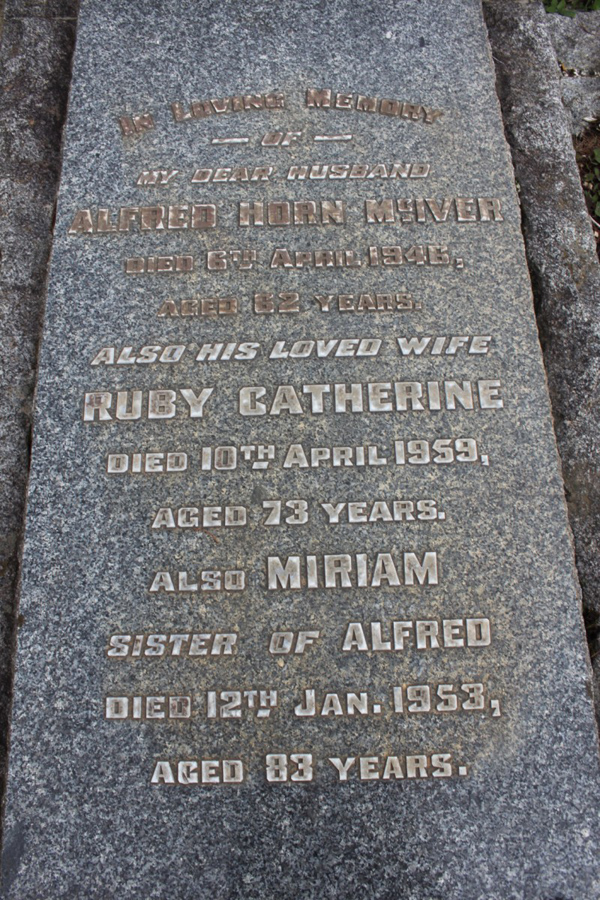 IN LOVING MEMORY
— OF —
MY DEAR HUSBAND
ALFRED HORN McIVER
DIED 6TH APRIL 1946,
AGED 62 YEARS.
ALSO HIS LOVED WIFE
RUBY CATHERINE
DIED 10TH APRIL 1959,
AGED 73 YEARS.
ALSO MIRIAM
SISTER OF ALFRED
DIED 12TH JAN. 1953,
AGED 83 YEARS.